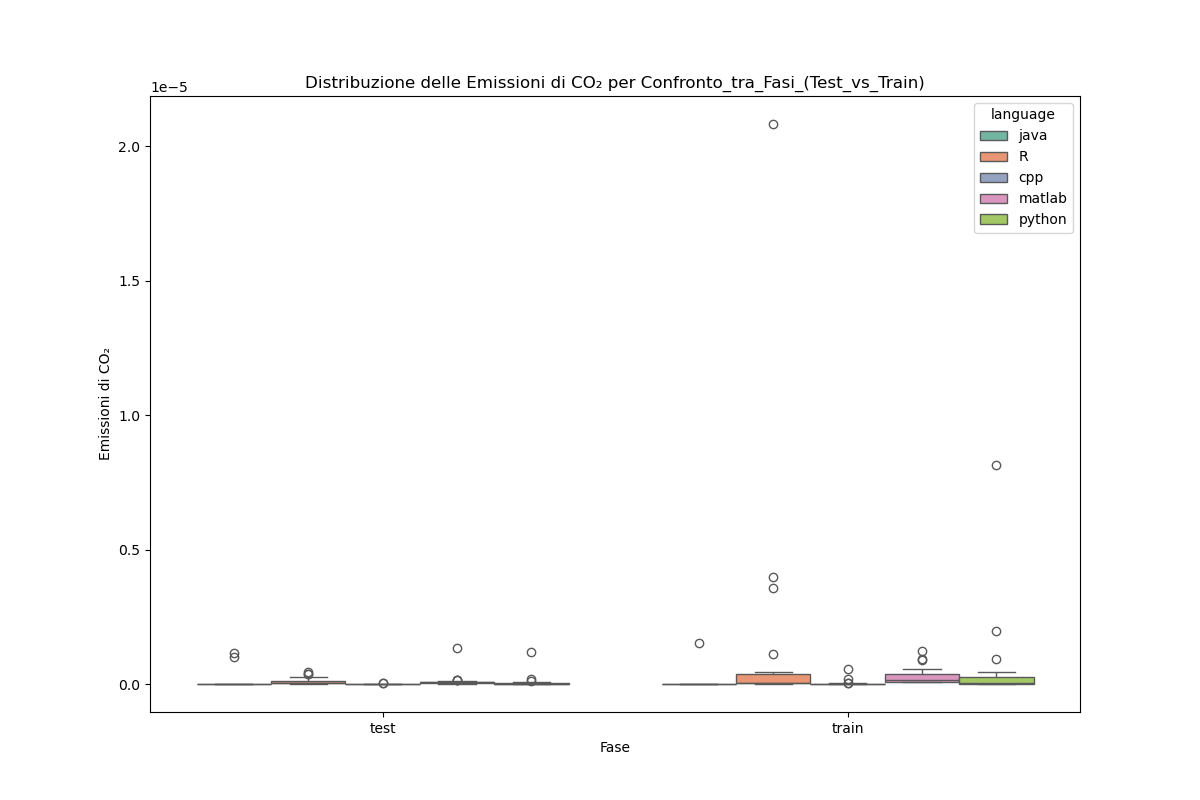 Distribuzione delle Emissioni di CO₂ per Confronto_tra_Fasi_(Test_vs_Train)
1e−5
2.0
1.5
1.0
0.5
0.0
Emissioni di CO₂
test
train
Fase
language
java
R
cpp
matlab
python